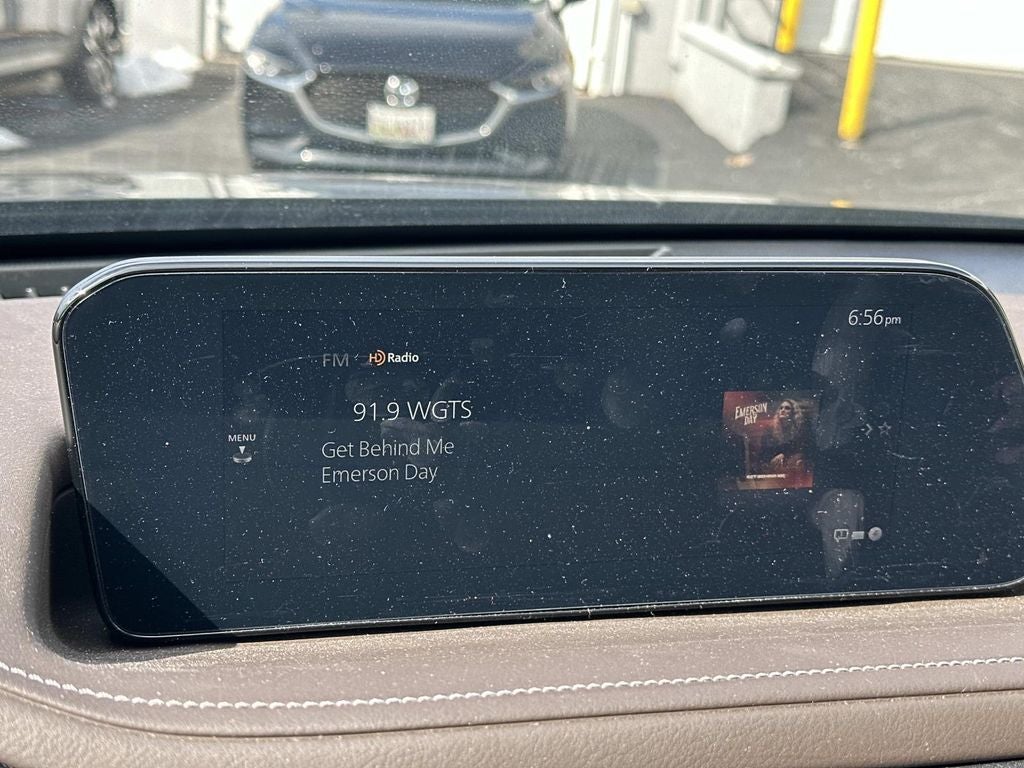 6:56pm
FM HD Radio
91.9 WGTS
MENU
Get Behind Me
Emerson Day
EMERSON
DAY